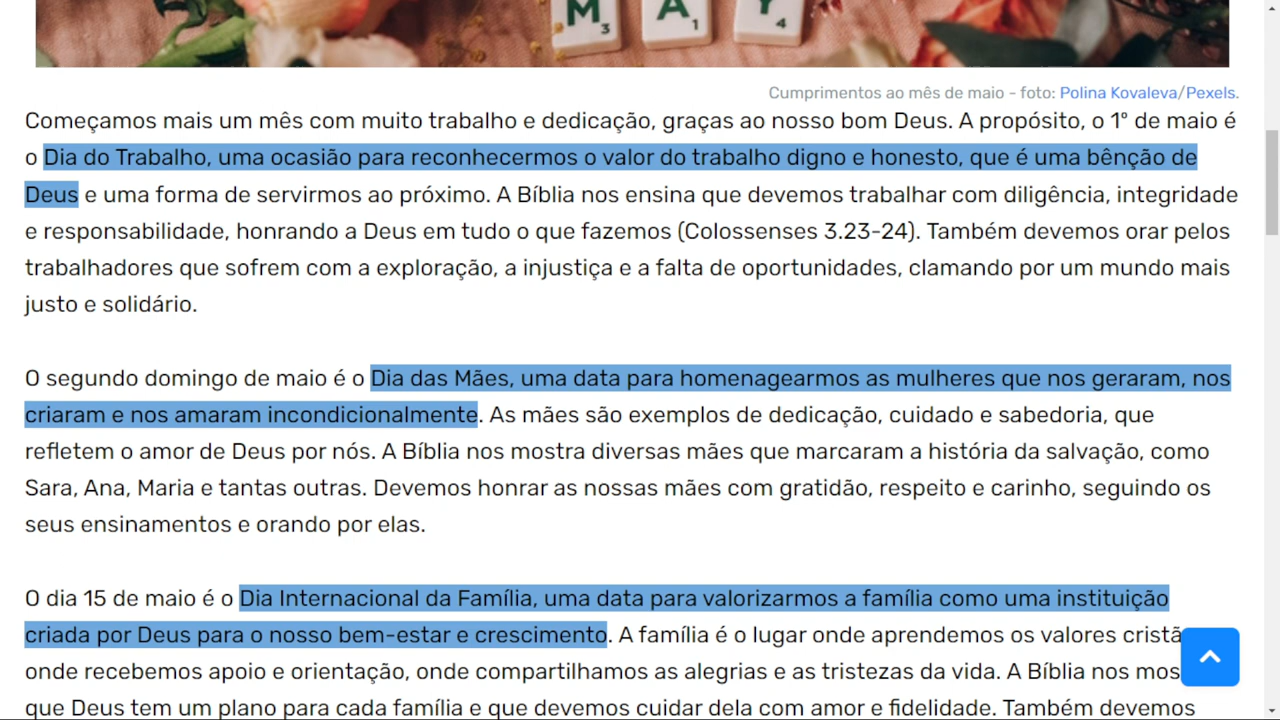 M 3 A 1 Y 4
Cumprimentos ao mês de maio - foto: Polina Kovaleva/Pexels.
Começamos mais um mês com muito trabalho e dedicação, graças ao nosso bom Deus. A propósito, o 1º de maio é
o Dia do Trabalho, uma ocasião para reconhecermos o valor do trabalho digno e honesto, que é uma bênção de
Deus e uma forma de servirmos ao próximo. A Bíblia nos ensina que devemos trabalhar com diligência, integridade
e responsabilidade, honrando a Deus em tudo o que fazemos (Colossenses 3.23-24). Também devemos orar pelos
trabalhadores que sofrem com a exploração, a injustiça e a falta de oportunidades, clamando por um mundo mais
justo e solidário.
O segundo domingo de maio é o Dia das Mães, uma data para homenagearmos as mulheres que nos geraram, nos
criaram e nos amaram incondicionalmente. As mães são exemplos de dedicação, cuidado e sabedoria, que
refletem o amor de Deus por nós. A Bíblia nos mostra diversas mães que marcaram a história da salvação, como
Sara, Ana, Maria e tantas outras. Devemos honrar as nossas mães com gratidão, respeito e carinho, seguindo os
seus ensinamentos e orando por elas.
O dia 15 de maio é o Dia Internacional da Família, uma data para valorizarmos a família como uma instituição
criada por Deus para o nosso bem-estar e crescimento. A família é o lugar onde aprendemos os valores
onde recebemos apoio e orientação, onde compartilhamos as alegrias e as tristezas da vida. A Bíblia nos
que Deus tem um plano para cada família e que devemos cuidar dela com amor e fidelidade. Também devemos